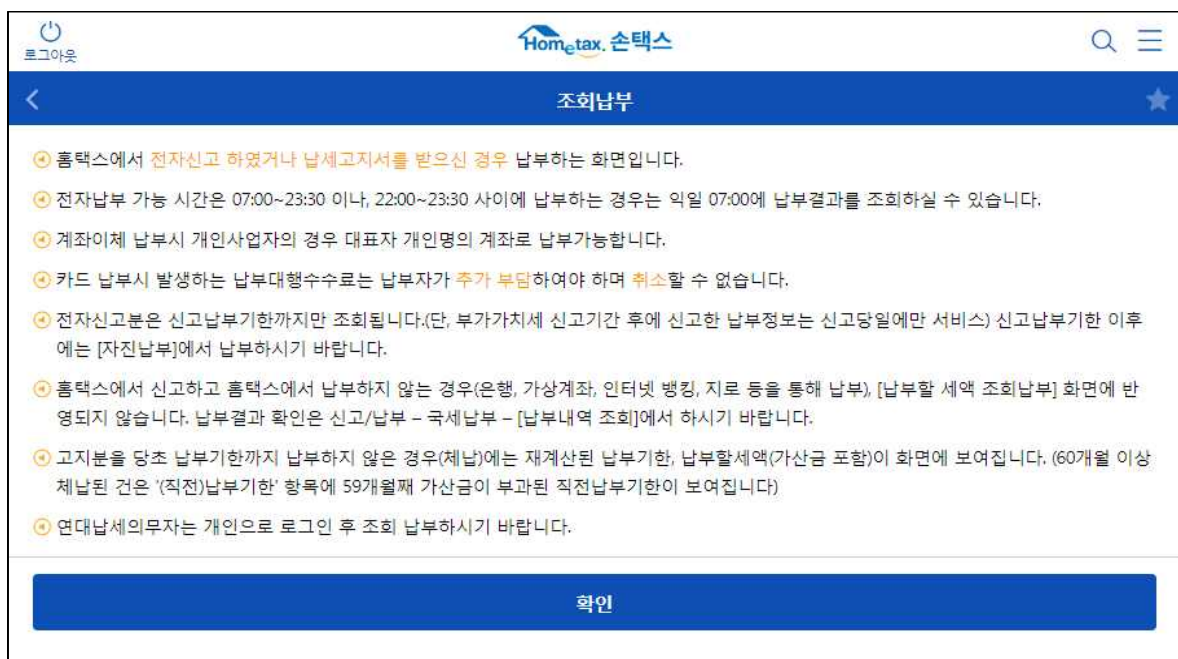 로그아웃
Hometax. 손택스
조회납부
홈택스에서 전자신고 하였거나 납세고지서를 받으신 경우 납부하는 화면입니다.
전자납부 가능 시간은 07:00~23:30 이나, 22:00~23:30 사이에 납부하는 경우는 익일 07:00에 납부결과를 조회하실 수 있습니다.
계좌이체 납부시 개인사업자의 경우 대표자 개인명의 계좌로 납부가능합니다.
카드 납부시 발생하는 납부대행수수료는 납부자가 추가 부담하여야 하며 취소할 수 없습니다.
전자신고분은 신고납부기한까지만 조회됩니다.(단, 부가가치세 신고기간 후에 신고한 납부정보는 신고당일에만 서비스) 신고납부기한 이후
에는 [자진납부]에서 납부하시기 바랍니다.
홈택스에서 신고하고 홈택스에서 납부하지 않는 경우(은행, 가상계좌, 인터넷 뱅킹, 지로 등을 통해 납부), [납부할 세액 조회납부] 화면에 반
영되지 않습니다. 납부결과 확인은 신고/납부 – 국세납부 – [납부내역 조회]에서 하시기 바랍니다.
고지분을 당초 납부기한까지 납부하지 않은 경우(체납)에는 재계산된 납부기한, 납부할세액(가산금 포함)이 화면에 보여집니다. (60개월 이상
체납된 건은 '(직전)납부기한' 항목에 59개월째 가산금이 부과된 직전납부기한이 보여집니다)
연대납세의무자는 개인으로 로그인 후 조회 납부하시기 바랍니다.
확인